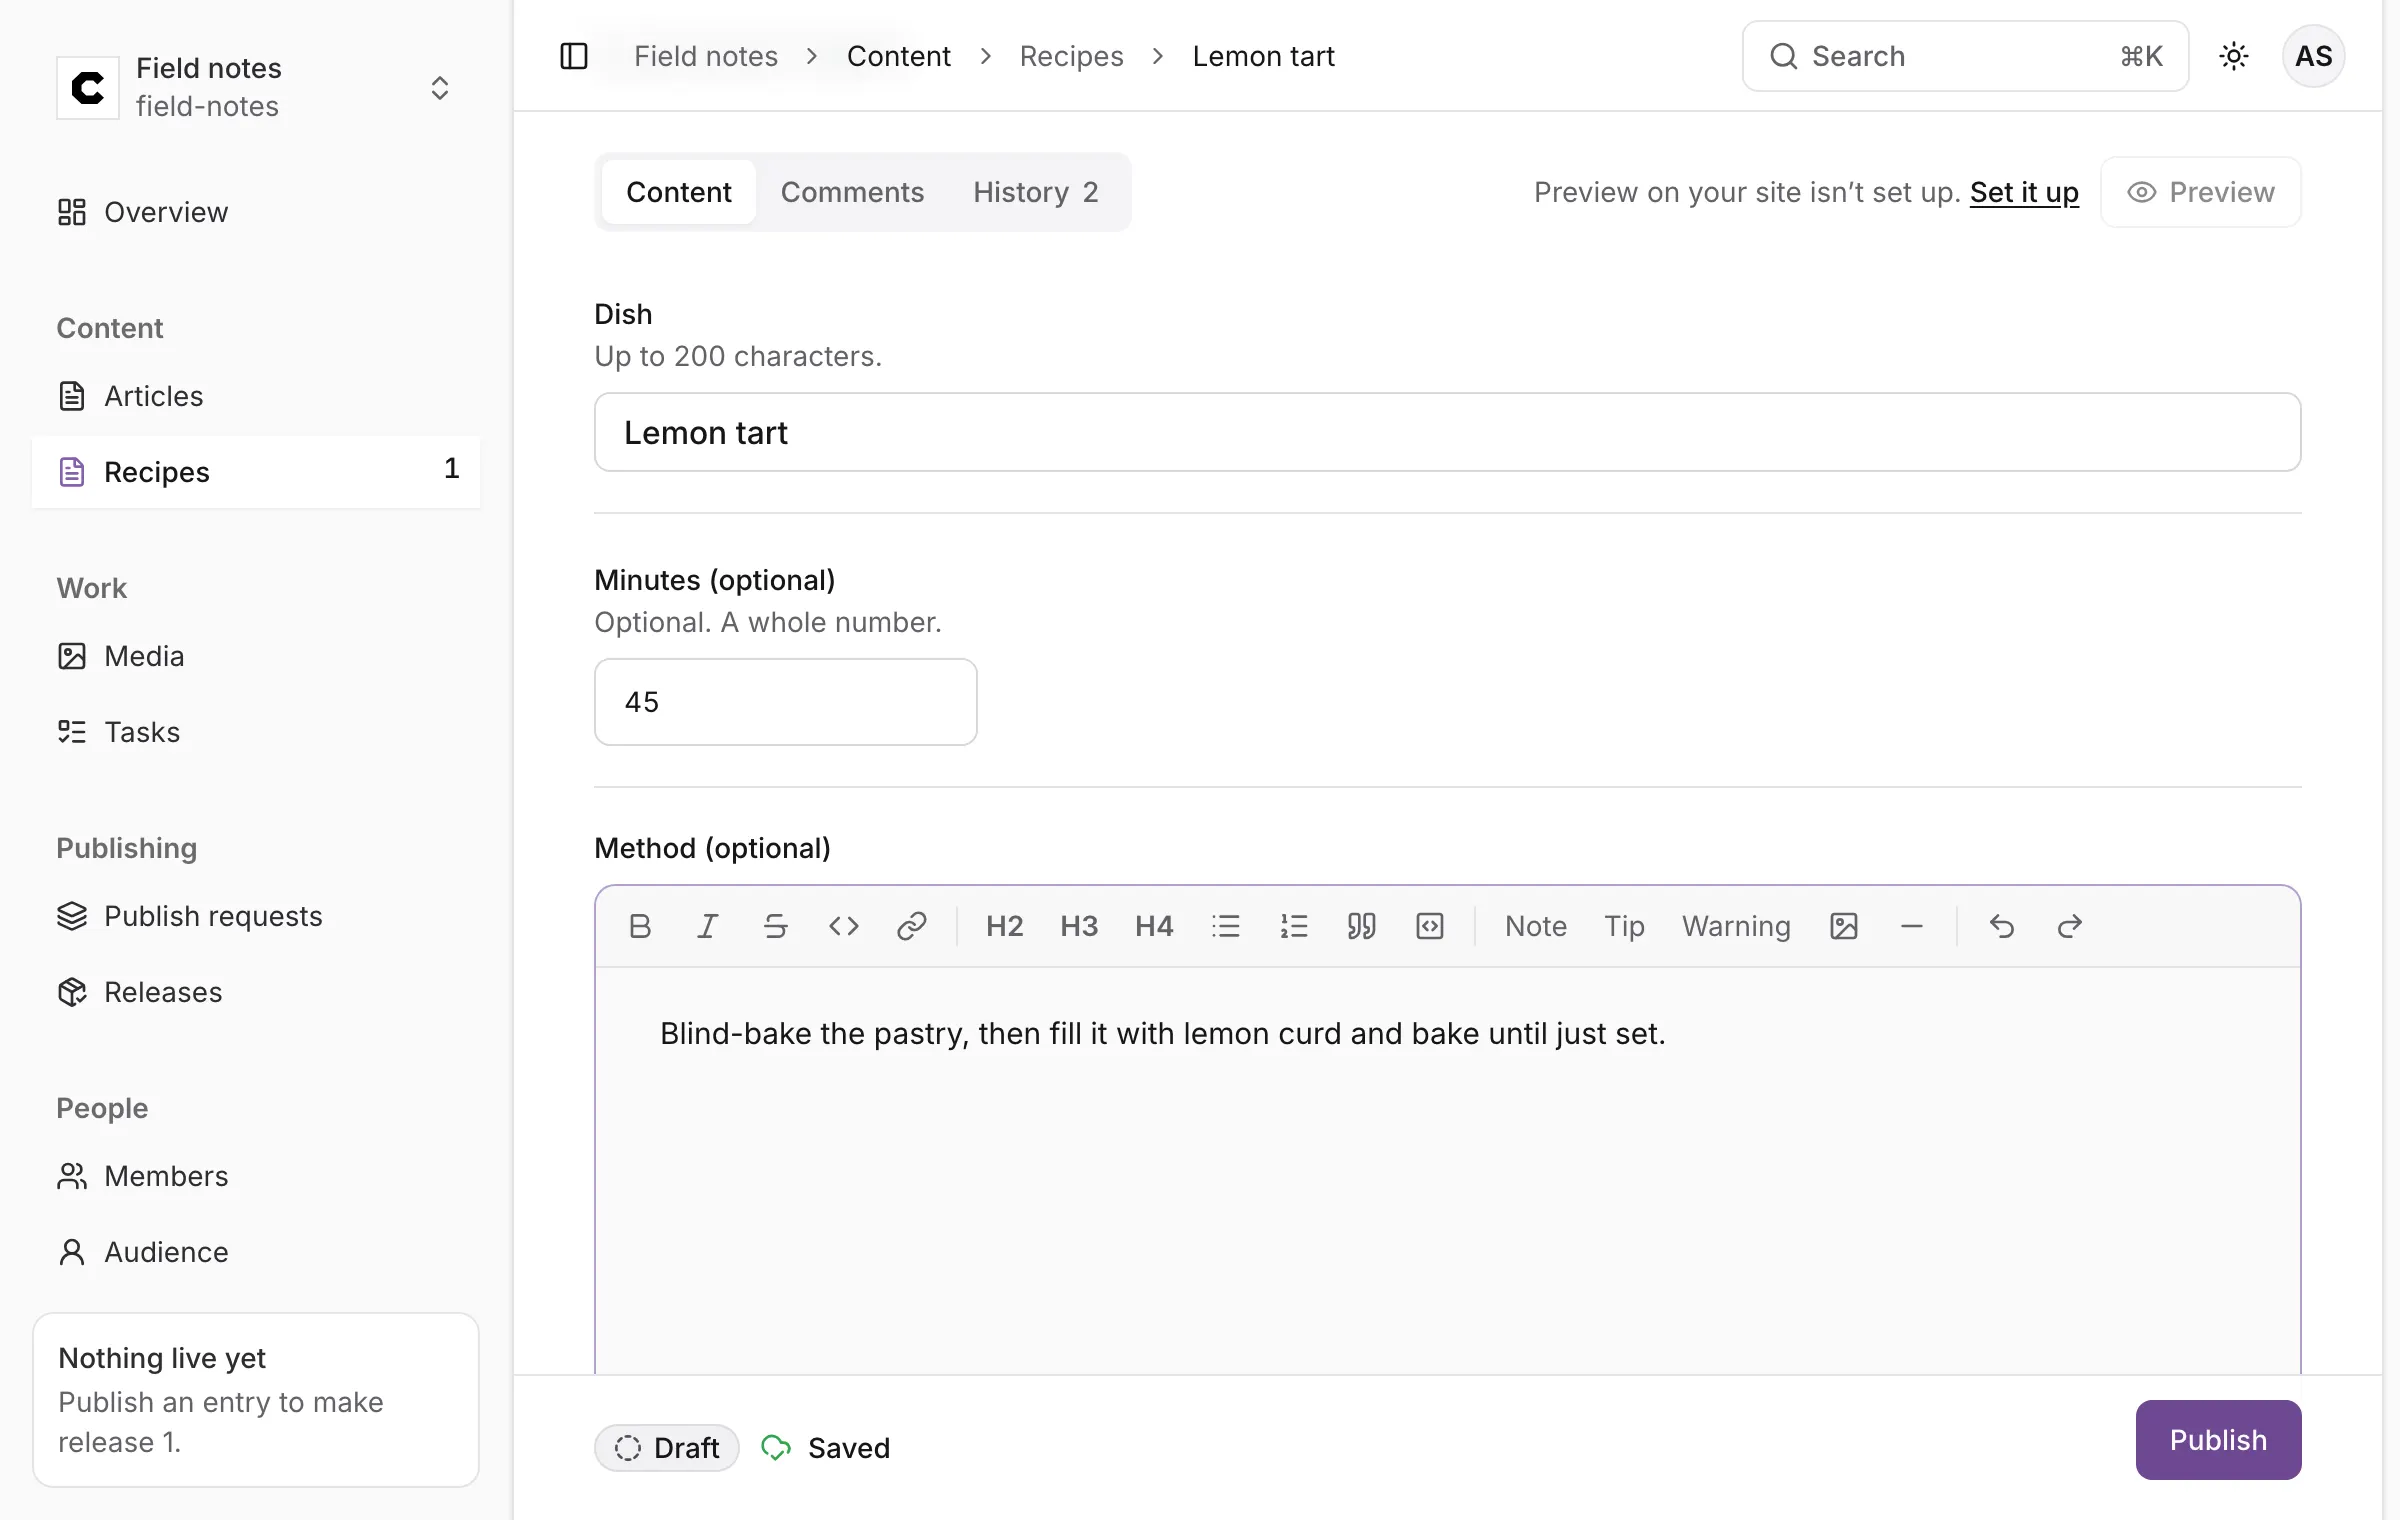 Field notes
field-notes
Overview
Content
Articles
Recipes 1
Work
Media
Tasks
Publishing
Publish requests
Releases
People
Members
Audience
Nothing live yet
Publish an entry to make
release 1.
Field notes > Content > Recipes > Lemon tart
Search ⌘K
AS
Content Comments History 2
Preview on your site isn’t set up. Set it up Preview
Dish
Up to 200 characters.
Lemon tart
Minutes (optional)
Optional. A whole number.
45
Method (optional)
B I S H2 H3 H4 Note Tip Warning
Blind-bake the pastry, then fill it with lemon curd and bake until just set.
Draft Saved
Publish